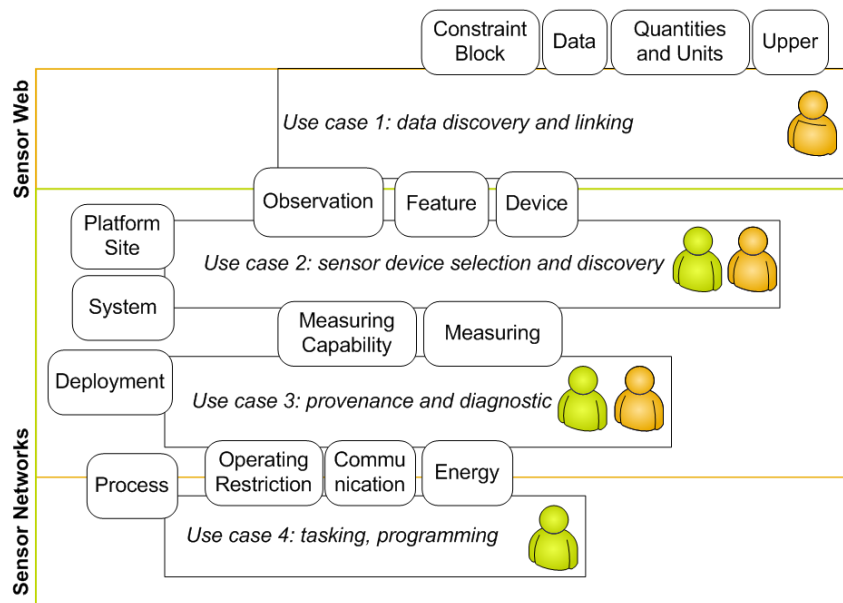 Constraint
Block
Data
Quantities
and Units
Upper
Sensor Web
Use case 1: data discovery and linking
Observation
Feature
Device
Platform
Site
Use case 2: sensor device selection and discovery
System
Measuring
Capability
Measuring
Deployment
Use case 3: provenance and diagnostic
Sensor Networks
Process
Operating
Restriction
Commu
nication
Energy
Use case 4: tasking, programming